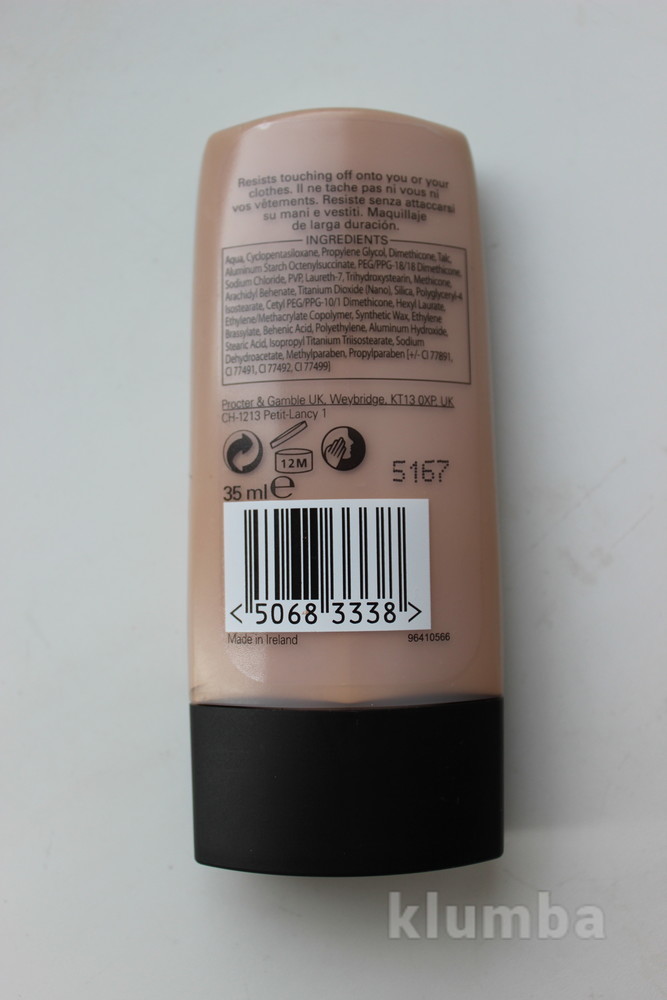 Resists touching off onto you or your
clothes. Il ne tache pas ni vous ni
vos vêtements. Resiste senza attaccarsi
su mani e vestiti. Maquillaje
de larga duración.
INGREDIENTS
Aqua, Cyclopentasiloxane, Propylene Glycol, Dimethicone, Talc,
Aluminum Starch Octenylsuccinate. PEG/PPG-18/18 Dimethicone,
Sodium Chloride, PVP, Laureth-7, Trihydroxystearin, Methicone,
Arachidyl Behenate, Titanium Dioxide (Nano), Silica, Polyglyceryl-4
Isostearate, Cetyl PEG/PPG-10/1 Dimethicone, Hexyl Laurate,
Ethylene/Methacrylate Copolymer, Synthetic Wax, Ethylene
Brassylate, Behenic Acid, Polyethylene, Aluminum Hydroxide,
Stearic Acid, Isopropyl Titanium Triisostearate, Sodium
Dehydroacetate, Methylparaben, Propylparaben [+/- CI 77891,
CI 77491, CI 77492, CI 77499]
Procter & Gamble UK, Weybridge, KT13 0XP, UK
CH-1213 Petit-Lancy 1
12M
5167
35 ml e
<5068 3338>
Made in Ireland 96410566
klumba